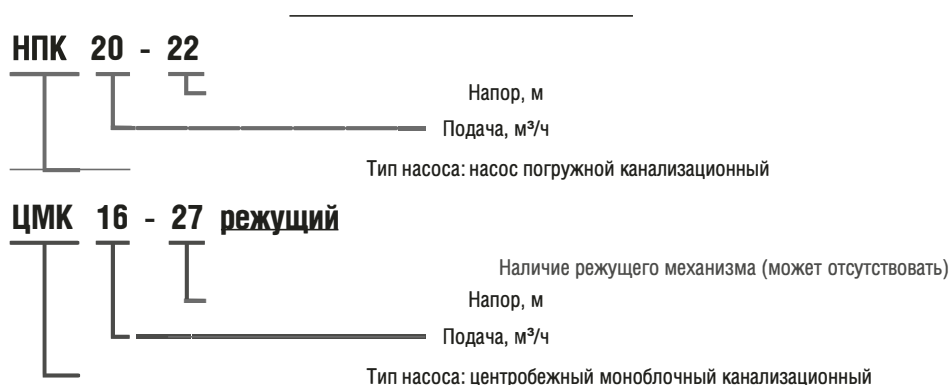 НПК 20 - 22
Напор, м
Подача, м³/ч
Тип насоса: насос погружной канализационный
ЦМК 16 - 27 режущий
Наличие режущего механизма (может отсутствовать)
Напор, м
Подача, м³/ч
Тип насоса: центробежный моноблочный канализационный